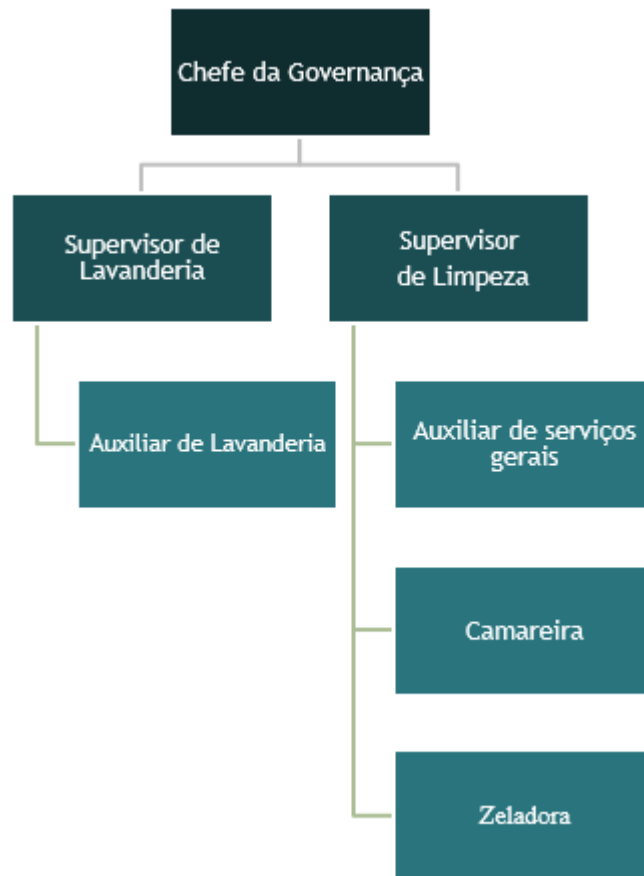 Chefe da Governança
Supervisor de
Lavanderia
Supervisor
de Limpeza
Auxiliar de Lavanderia
Auxiliar de serviços
gerais
Camareira
Zeladora